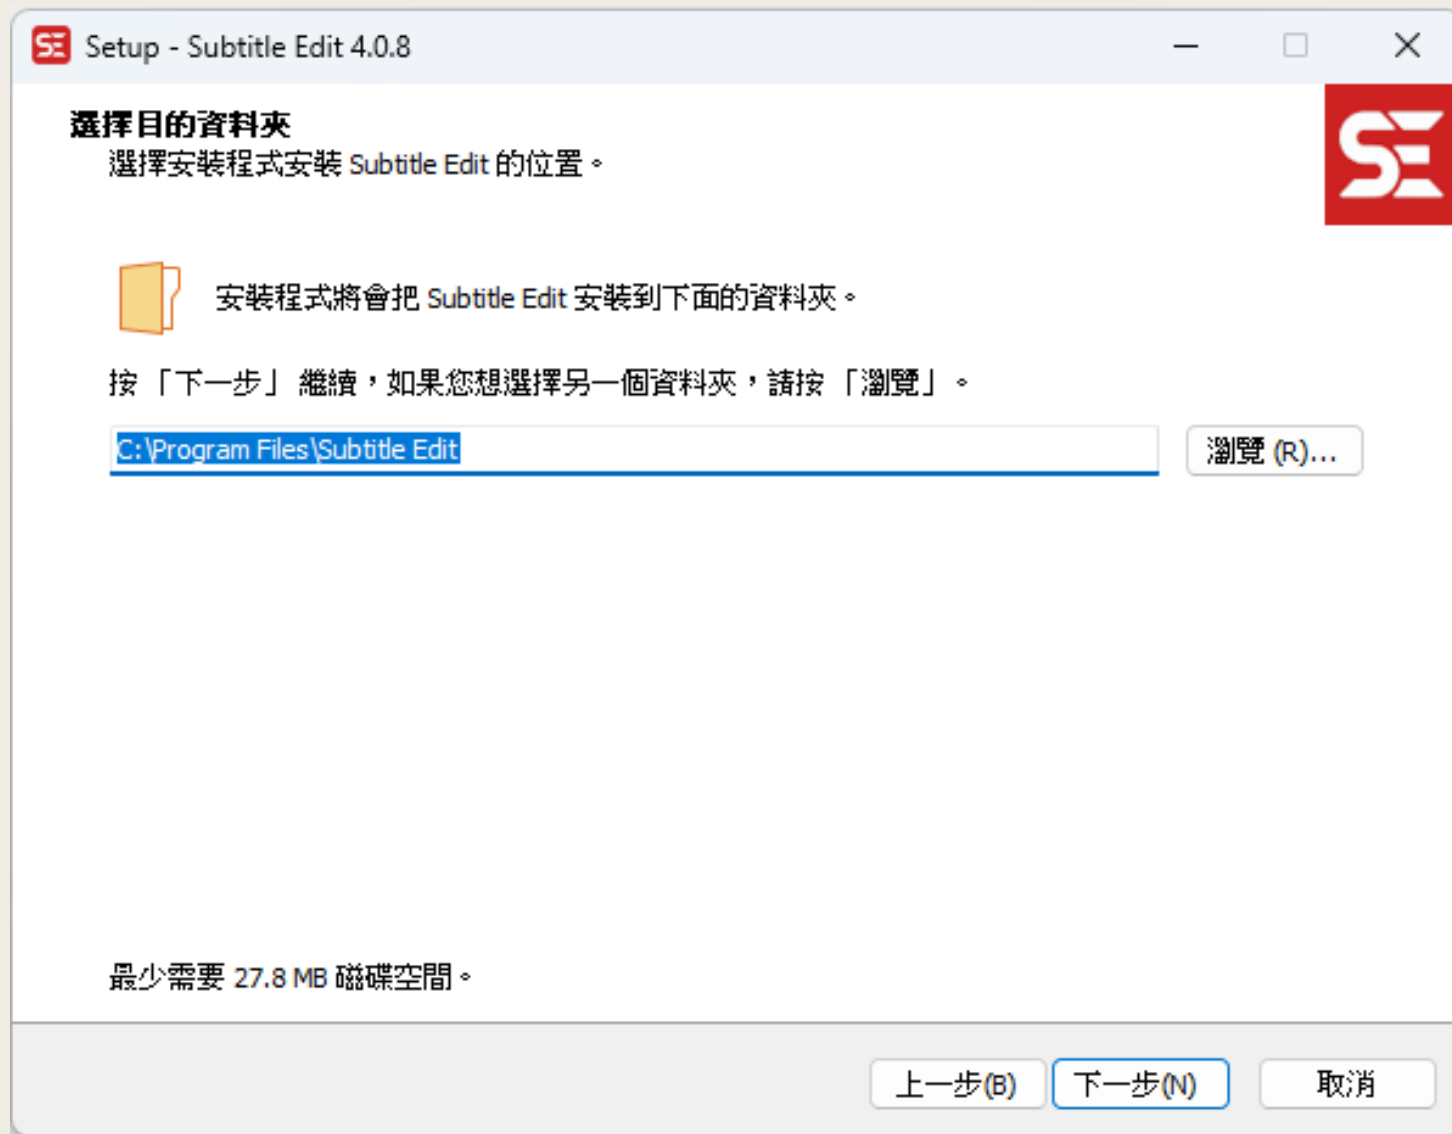 SE Setup - Subtitle Edit 4.0.8
選擇目的資料夾
選擇安裝程式安裝 Subtitle Edit 的位置。
SE
安裝程式將會把 Subtitle Edit 安裝到下面的資料夾。
按 「下一步」 繼續，如果您想選擇另一個資料夾，請按 「瀏覽」。
C:\Program Files\Subtitle Edit
瀏覽 (R)...
最少需要 27.8 MB 磁碟空間。
上一步(B) 下一步(N) 取消